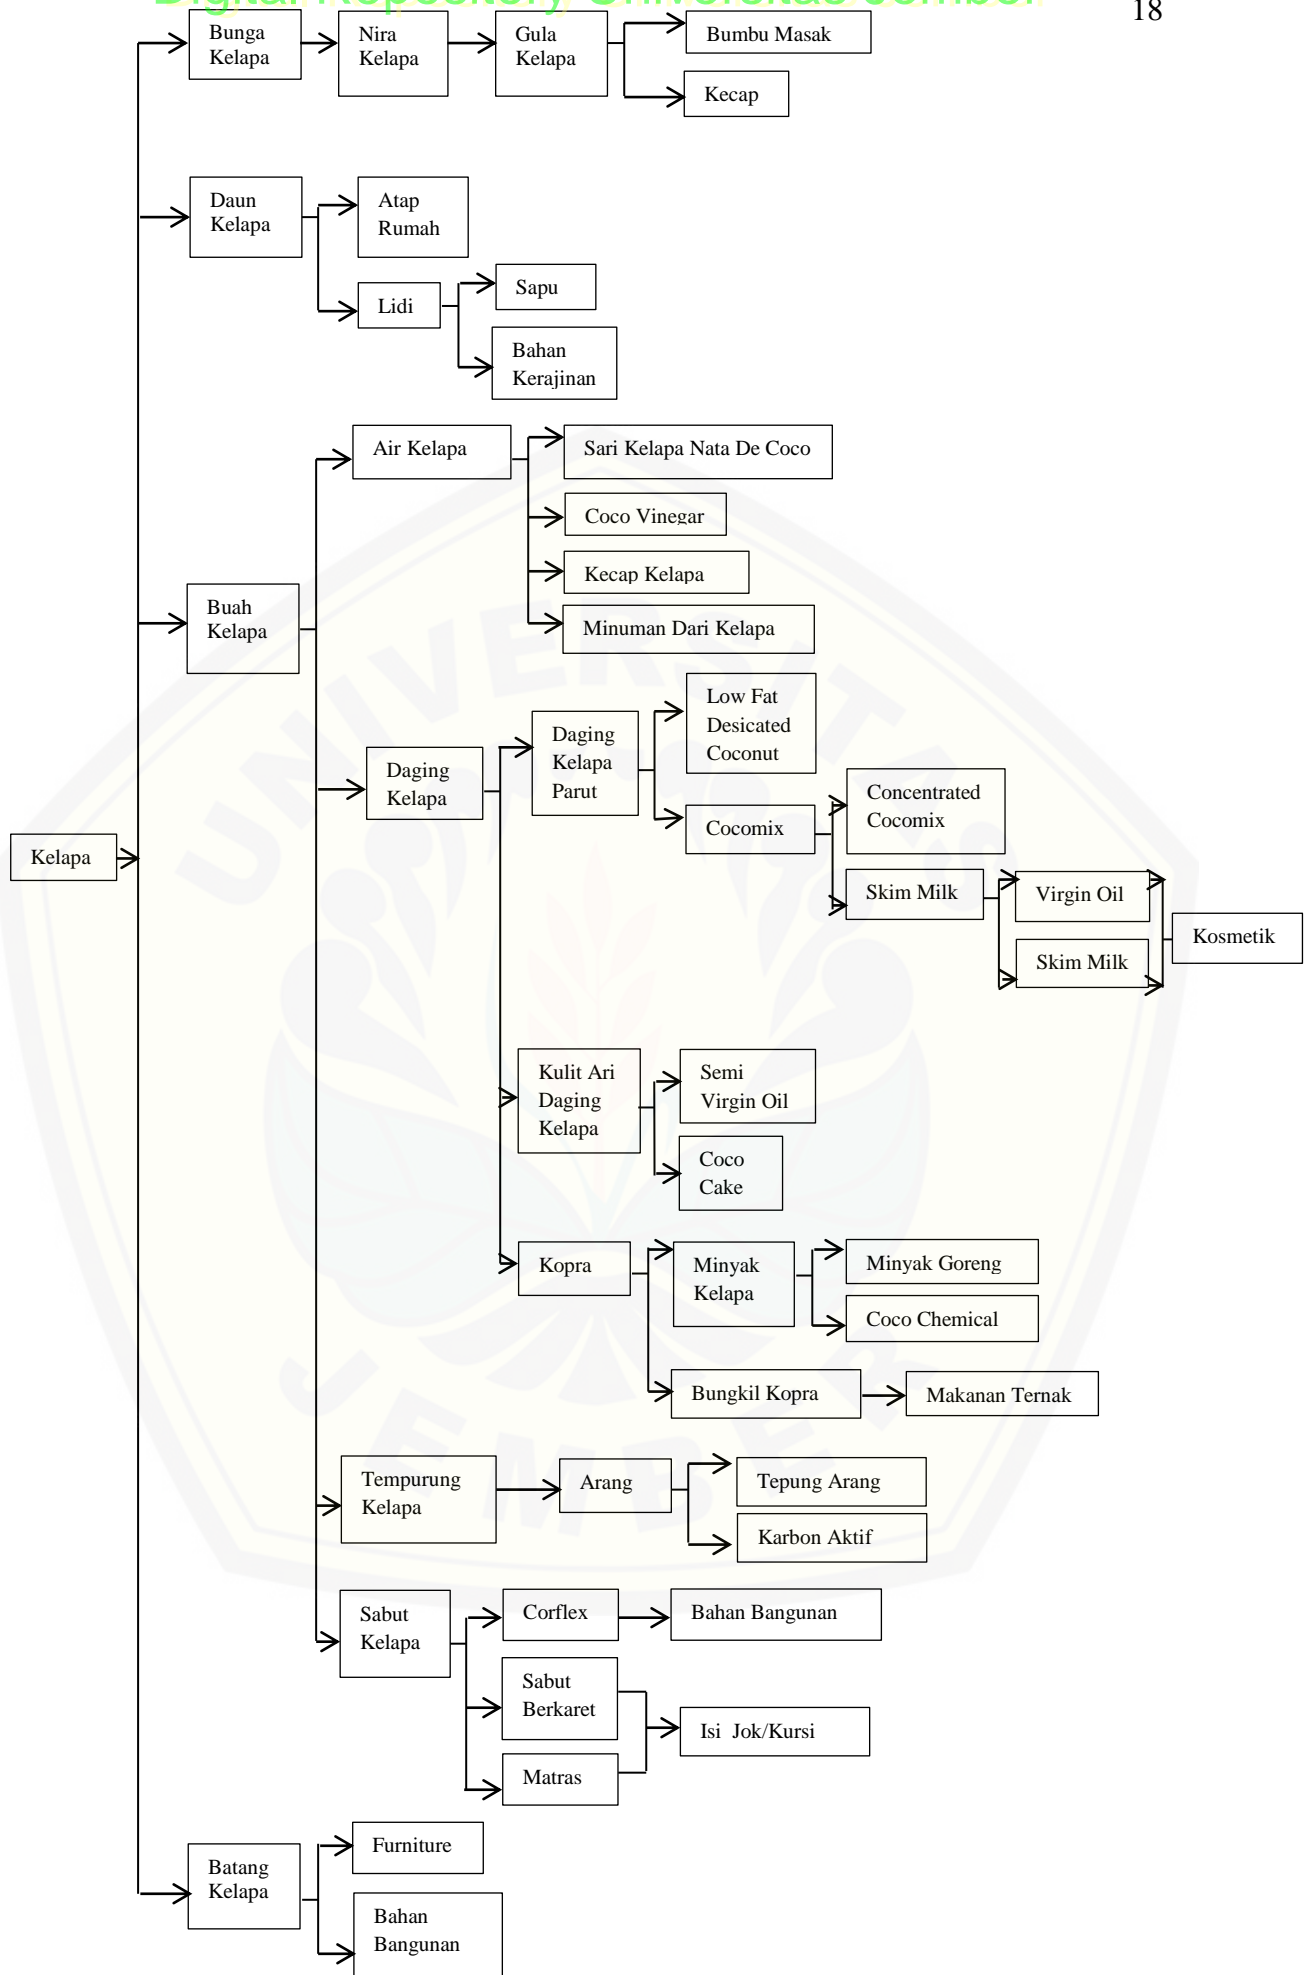 Digital Repository Universitas Jember
18
Bunga
Kelapa
Nira
Kelapa
Gula
Kelapa
Bumbu Masak
Kecap
Daun
Kelapa
Atap
Rumah
Lidi
Sapu
Bahan
Kerajinan
Air Kelapa
Sari Kelapa Nata De Coco
Coco Vinegar
Kecap Kelapa
Minuman Dari Kelapa
Buah
Kelapa
Daging
Kelapa
Daging
Kelapa
Parut
Low Fat
Desicated
Coconut
Cocomix
Concentrated
Cocomix
Skim Milk
Virgin Oil
Skim Milk
Kosmetik
Kelapa
Kulit Ari
Daging
Kelapa
Semi
Virgin Oil
Coco
Cake
Kopra
Minyak
Kelapa
Minyak Goreng
Coco Chemical
Bungkil Kopra
Makanan Ternak
Tempurung
Kelapa
Arang
Tepung Arang
Karbon Aktif
Sabut
Kelapa
Corflex
Bahan Bangunan
Sabut
Berkaret
Matras
Isi Jok/Kursi
Batang
Kelapa
Furniture
Bahan
Bangunan
UNIVERSITAS
JEMBER